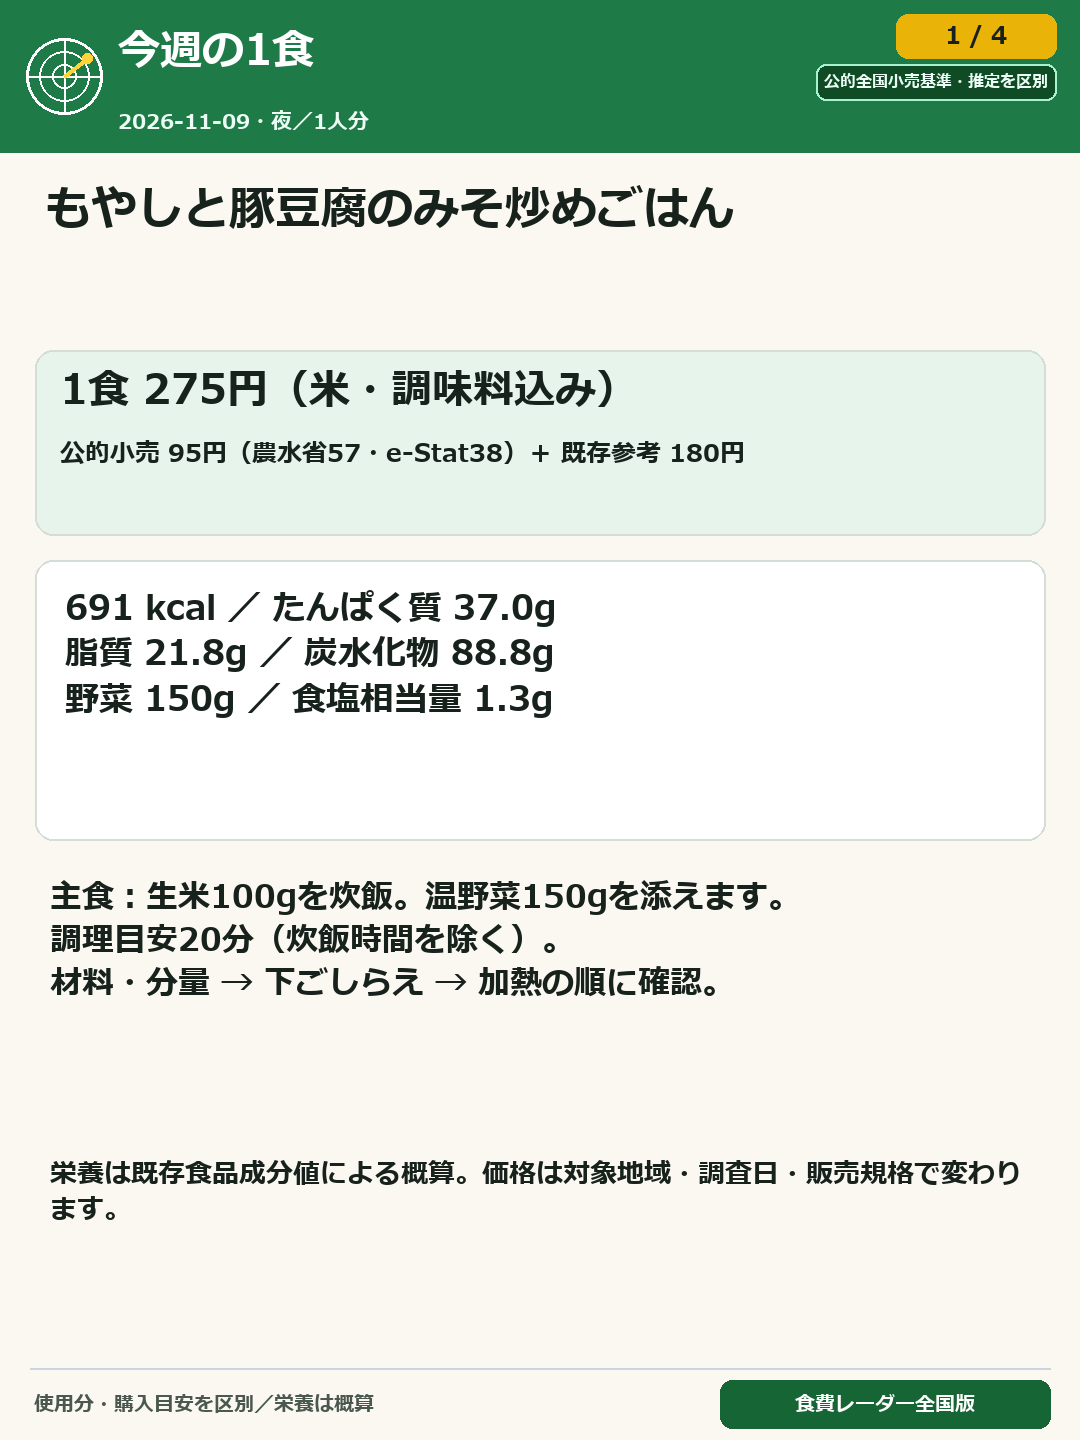 今週の1食
2026-11-09・夜／1人分
1 / 4
公的全国小売基準・推定を区別
もやしと豚豆腐のみそ炒めごはん
1食 275円（米・調味料込み）
公的小売 95円（農水省57・e-Stat38）＋ 既存参考 180円
691 kcal ／ たんぱく質 37.0g
脂質 21.8g ／ 炭水化物 88.8g
野菜 150g ／ 食塩相当量 1.3g
主食：生米100gを炊飯。温野菜150gを添えます。
調理目安20分（炊飯時間を除く）。
材料・分量 → 下ごしらえ → 加熱の順に確認。
栄養は既存食品成分値による概算。価格は対象地域・調査日・販売規格で変わり
ます。
使用分・購入目安を区別／栄養は概算
食費レーダー全国版